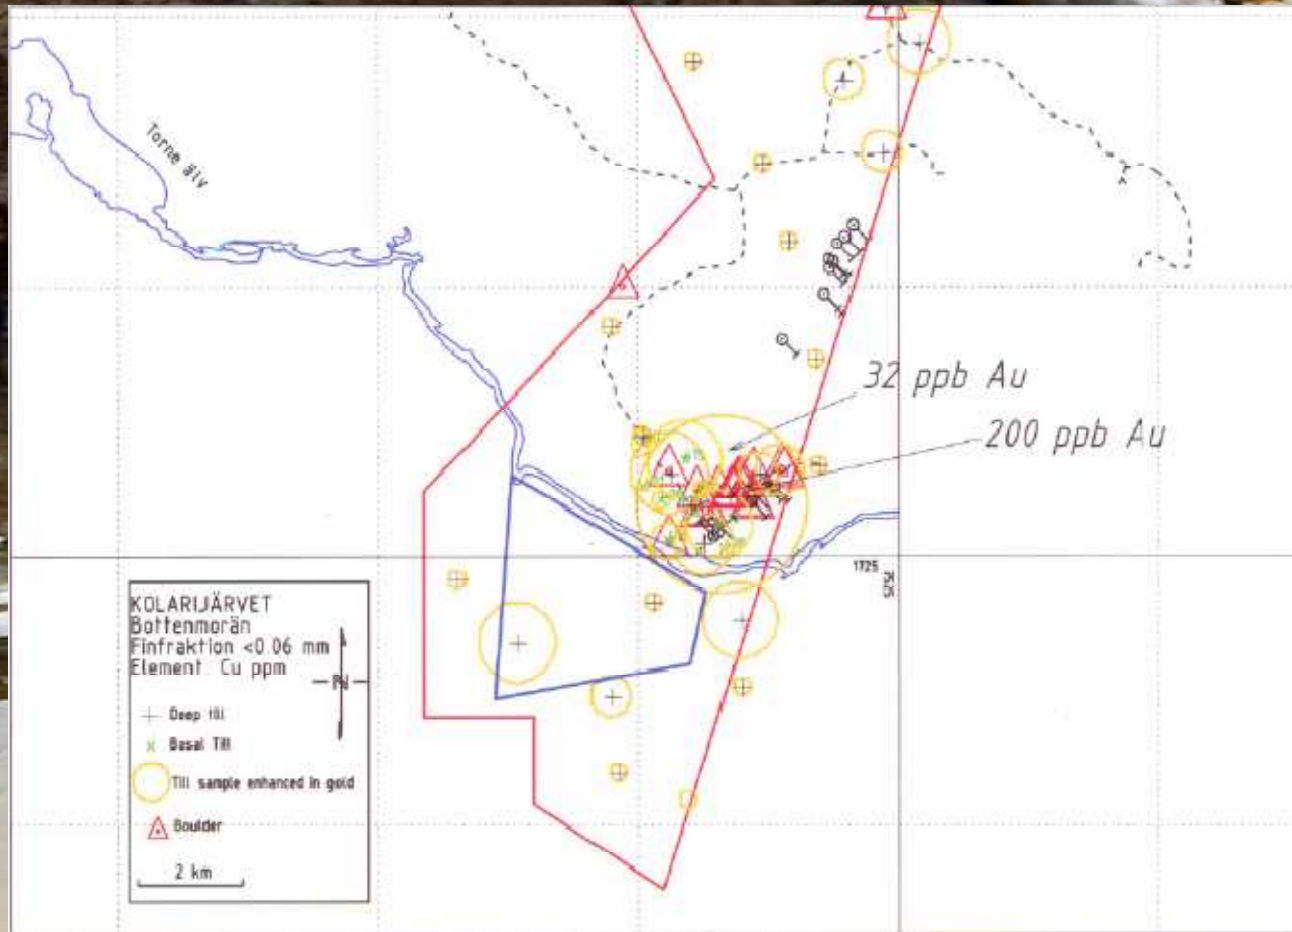 Torne älv
32 ppb Au
200 ppb Au
1725
7525
KOLARIJÄRVET
Bottenmorän
Finfraktion <0.06 mm
Element Cu ppm
N
Deep till
Basal Till
Till sample enhanced in gold
Boulder
2 km